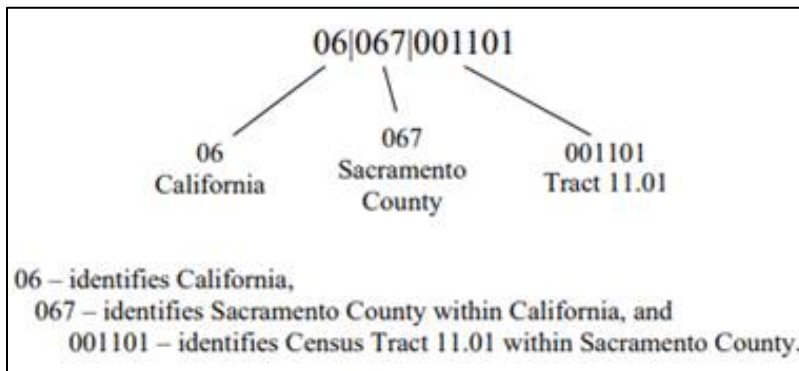 06|067|001101
06
California
067
Sacramento
County
001101
Tract 11.01
06 – identifies California,
067 – identifies Sacramento County within California, and
001101 – identifies Census Tract 11.01 within Sacramento County.